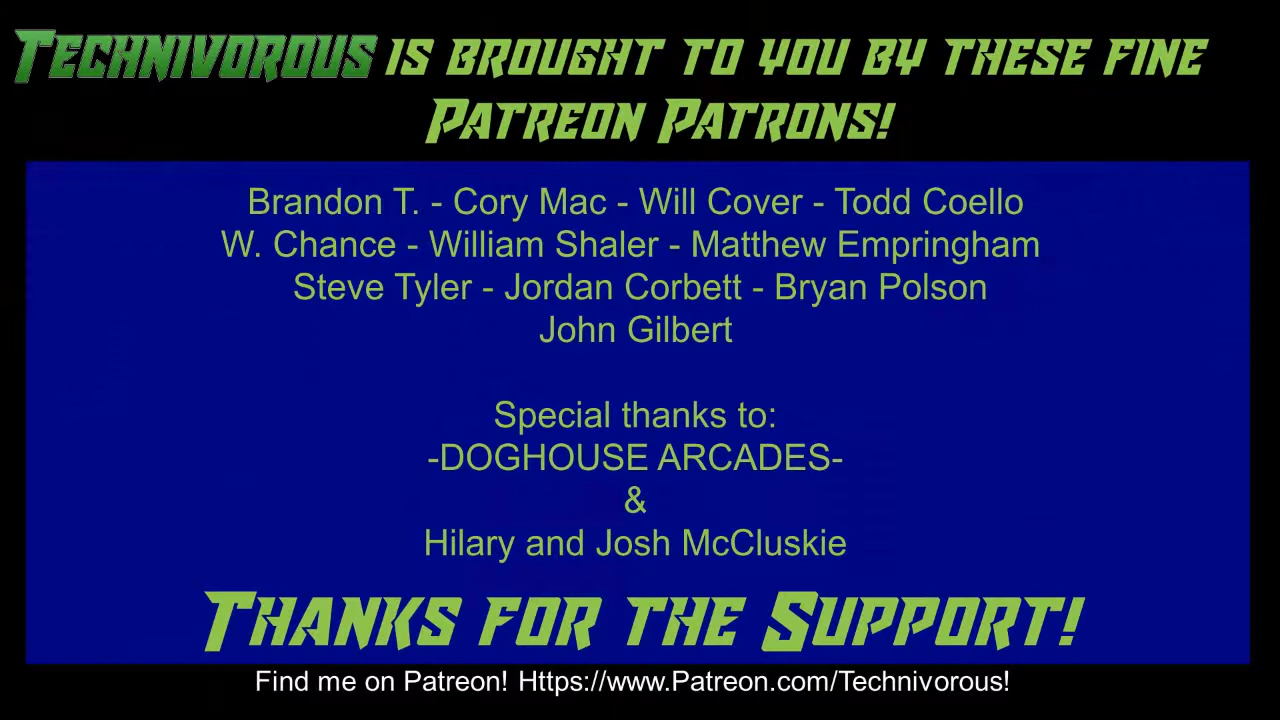 Technivorous is brought to you by these fine
Patreon Patrons!
Brandon T. - Cory Mac - Will Cover - Todd Coello
W. Chance - William Shaler - Matthew Empringham
Steve Tyler - Jordan Corbett - Bryan Polson
John Gilbert
Special thanks to:
-DOGHOUSE ARCADES-
&
Hilary and Josh McCluskie
Thanks for the Support!
Find me on Patreon! Https://www.Patreon.com/Technivorous!